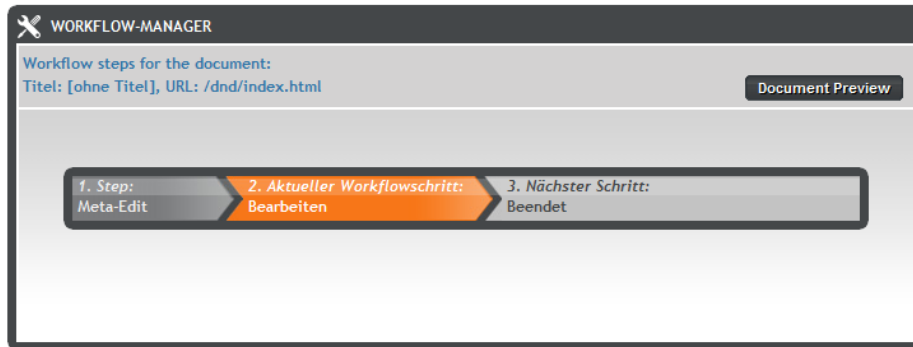 WORKFLOW-MANAGER
Workflow steps for the document:
Titel: [ohne Titel], URL: /dnd/index.html
Document Preview
1. Step:
Meta-Edit
2. Aktueller Workflowschritt:
Bearbeiten
3. Nächster Schritt:
Beendet